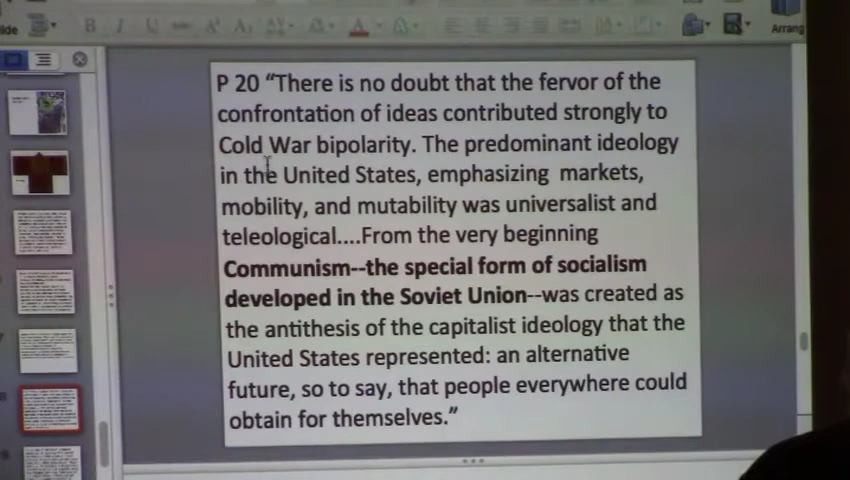 lide
B I U
Arrang
P 20 “There is no doubt that the fervor of the
confrontation of ideas contributed strongly to
Cold War bipolarity. The predominant ideology
in the United States, emphasizing markets,
mobility, and mutability was universalist and
teleological....From the very beginning
Communism--the special form of socialism
developed in the Soviet Union--was created as
the antithesis of the capitalist ideology that the
United States represented: an alternative
future, so to say, that people everywhere could
obtain for themselves.”